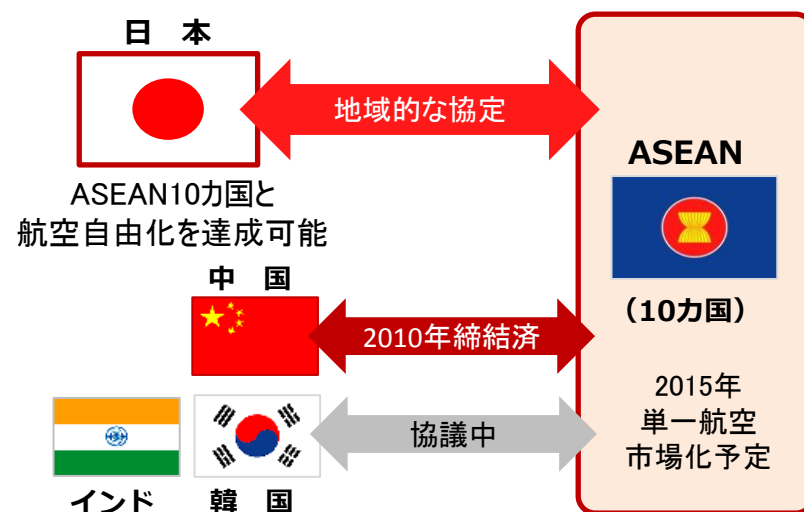 日　本
地域的な協定
ASEAN10カ国と
航空自由化を達成可能
ASEAN
（10カ国）
2015年
単一航空
市場化予定
中　国
2010年締結済
協議中
インド
韓　国